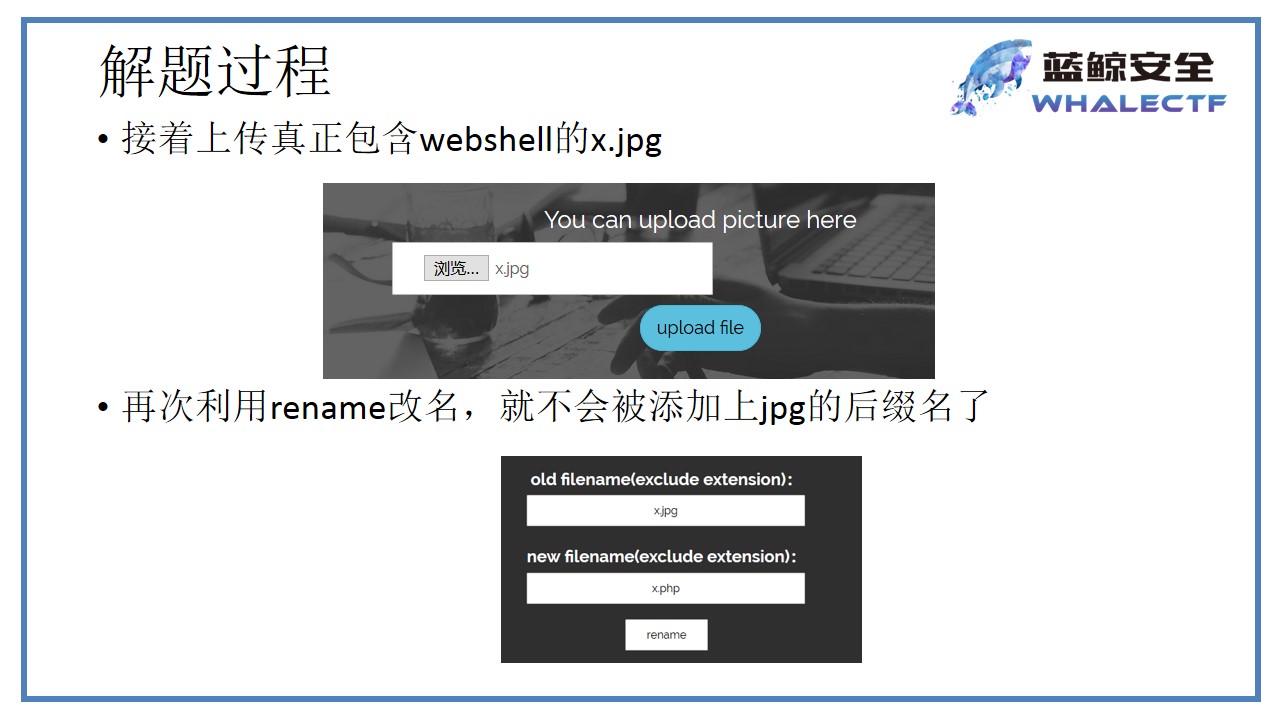 解题过程
蓝鲸安全
WHALECTF
• 接着上传真正包含webshell的x.jpg
You can upload picture here
浏览... x.jpg
upload file
• 再次利用rename改名，就不会被添加上jpg的后缀名了
old filename(exclude extension):
x.jpg
new filename(exclude extension):
x.php
rename